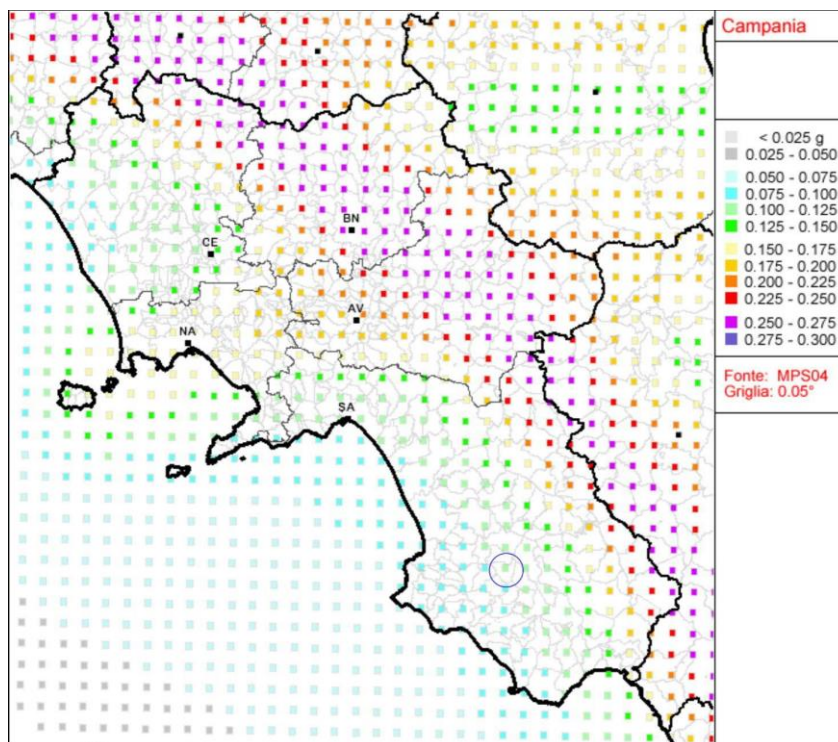 Campania
< 0.025 g
0.025 - 0.050
0.050 - 0.075
0.075 - 0.100
0.100 - 0.125
0.125 - 0.150
0.150 - 0.175
0.175 - 0.200
0.200 - 0.225
0.225 - 0.250
0.250 - 0.275
0.275 - 0.300
Fonte: MPS04
Griglia: 0.05°
BN
CE
AV
NA
SA